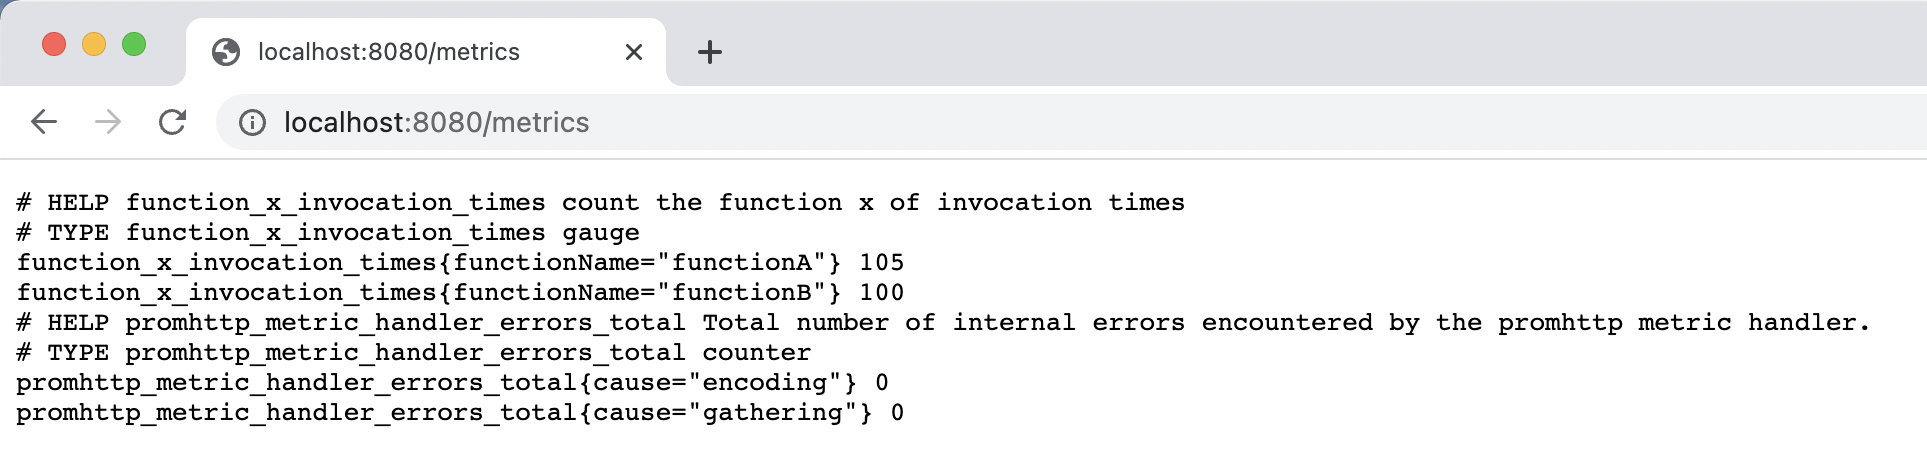 localhost:8080/metrics
localhost:8080/metrics
# HELP function_x_invocation_times count the function x of invocation times
# TYPE function_x_invocation_times gauge
function_x_invocation_times{functionName="functionA"} 105
function_x_invocation_times{functionName="functionB"} 100
# HELP promhttp_metric_handler_errors_total Total number of internal errors encountered by the promhttp metric handler.
# TYPE promhttp_metric_handler_errors_total counter
promhttp_metric_handler_errors_total{cause="encoding"} 0
promhttp_metric_handler_errors_total{cause="gathering"} 0